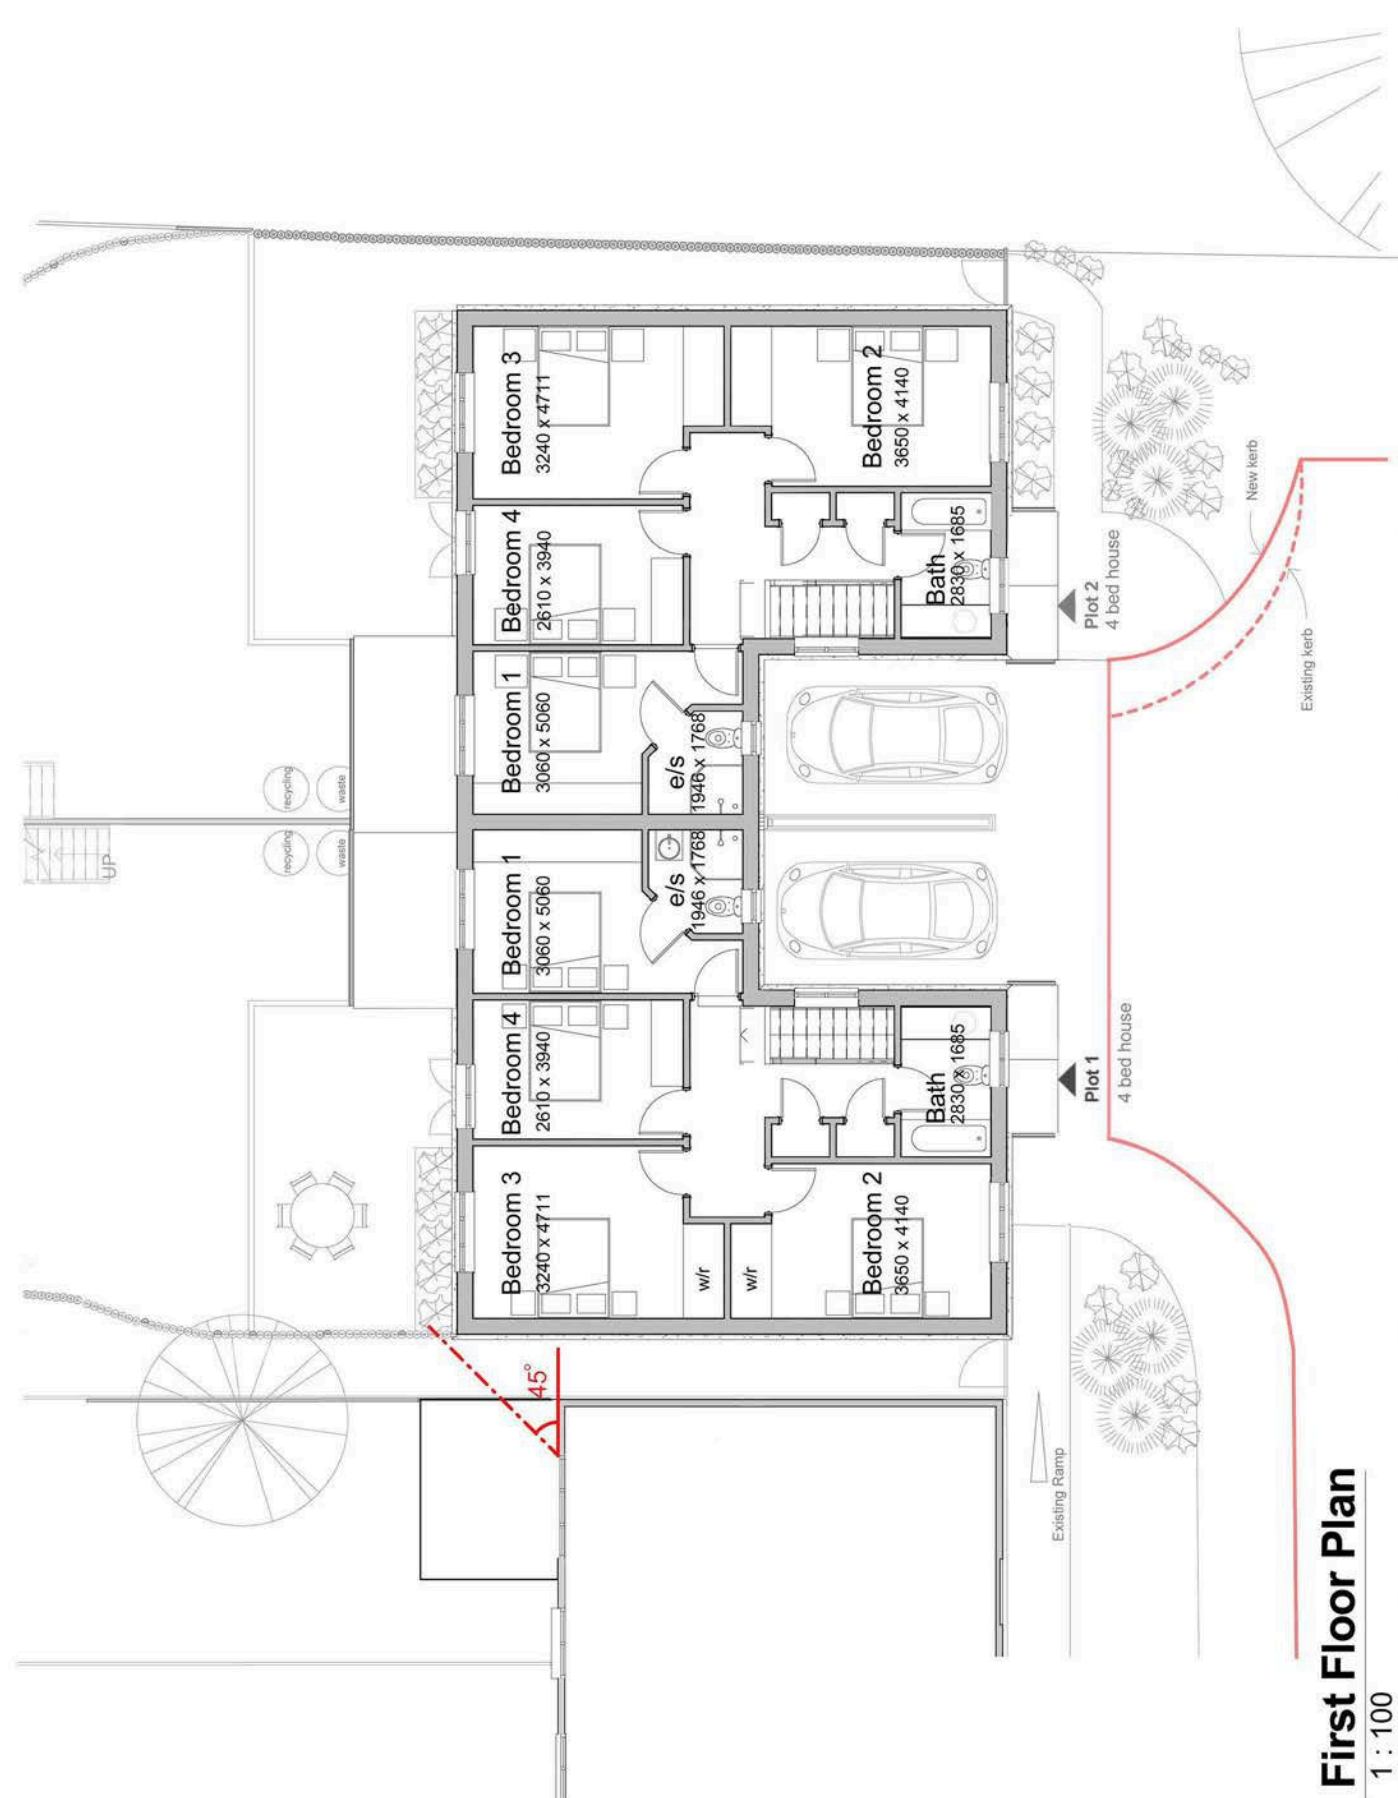 UP
recycling
waste
recycling
waste
Bedroom 3
3240 x 4711
Bedroom 4
2610 x 3940
Bedroom 1
3060 x 5060
Bedroom 1
3060 x 5060
Bedroom 4
2610 x 3940
Bedroom 3
3240 x 4711
45°
e/s
1946 x 1768
e/s
1946 x 1768
w/r
w/r
Bedroom 2
3650 x 4140
Bath
2830 x 1685
Bath
2830 x 1685
Bedroom 2
3650 x 4140
Existing Ramp
Plot 1
4 bed house
Plot 2
4 bed house
New kerb
Existing kerb
First Floor Plan
1 : 100